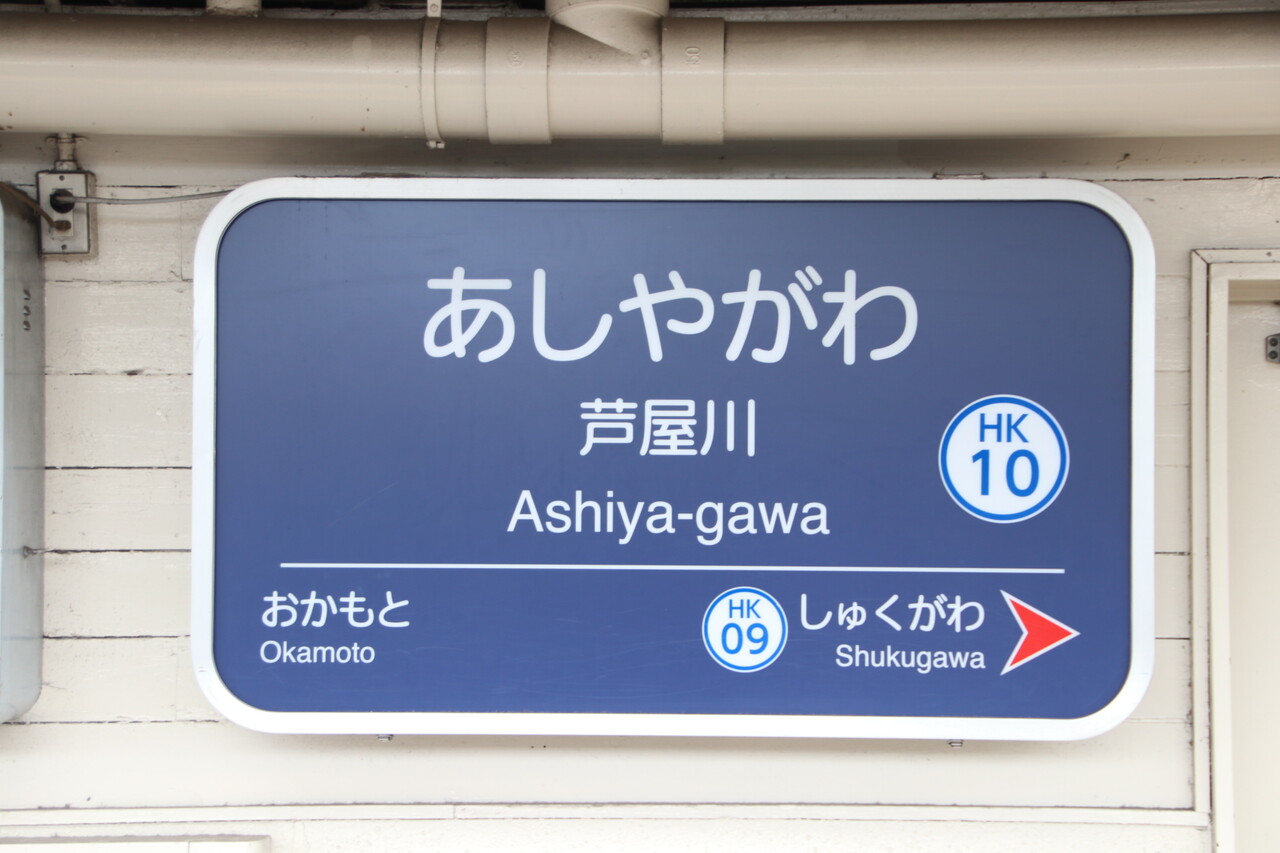 あしやがわ
芦屋川
HK
10
Ashiya-gawa
おかもと
Okamoto
HK
09
しゅくがわ
Shukugawa